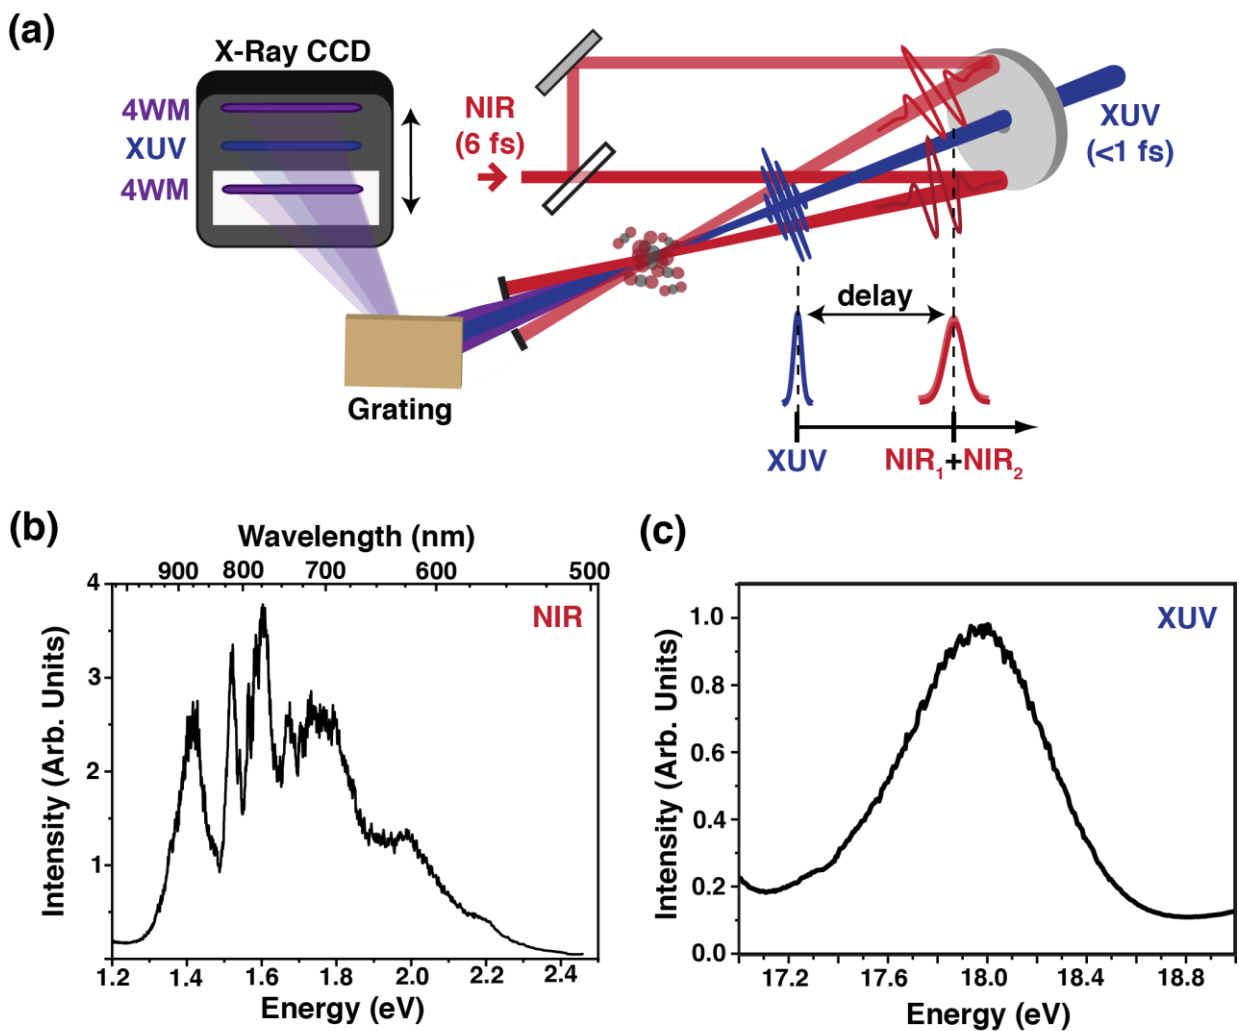 (a)
X-Ray CCD
4WM
XUV
4WM
NIR
(6 fs)
XUV
(<1 fs)
delay
Grating
XUV
NIR₁+NIR₂
(b)
Wavelength (nm)
900 800 700 600 500
NIR
4
3
2
1
Intensity (Arb. Units)
1.2 1.4 1.6 1.8 2.0 2.2 2.4
Energy (eV)
(c)
XUV
1.0
0.8
0.6
0.4
0.2
0.0
Intensity (Arb. Units)
17.2 17.6 18.0 18.4 18.8
Energy (eV)